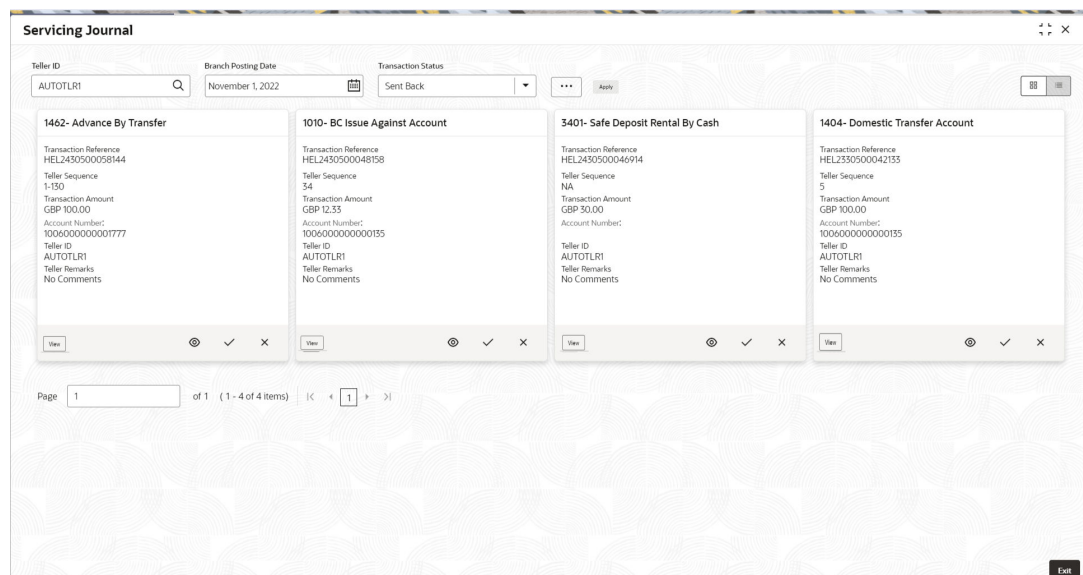 Servicing Journal
Teller ID
Branch Posting Date
Transaction Status
AUTOTLR1
November 1, 2022
Sent Back
...
Apply
1462- Advance By Transfer
Transaction Reference
HEL2430500058144
Teller Sequence
1-130
Transaction Amount
GBP 100.00
Account Number:
1006000000001777
Teller ID
AUTOTLR1
Teller Remarks
No Comments
View
1010- BC Issue Against Account
Transaction Reference
HEL2430500048158
Teller Sequence
34
Transaction Amount
GBP 12.33
Account Number:
1006000000000135
Teller ID
AUTOTLR1
Teller Remarks
No Comments
View
3401- Safe Deposit Rental By Cash
Transaction Reference
HEL2430500046914
Teller Sequence
NA
Transaction Amount
GBP 30.00
Account Number:
Teller ID
AUTOTLR1
Teller Remarks
No Comments
View
1404- Domestic Transfer Account
Transaction Reference
HEL2330500042133
Teller Sequence
5
Transaction Amount
GBP 100.00
Account Number:
1006000000000135
Teller ID
AUTOTLR1
Teller Remarks
No Comments
View
Page 1 of 1 ( 1 - 4 of 4 items) 1
Exit